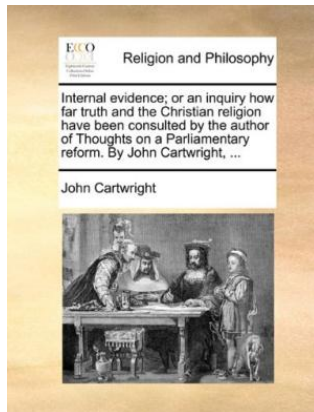 ECCO
Religion and Philosophy
Internal evidence; or an inquiry how
far truth and the Christian religion
have been consulted by the author
of Thoughts on a Parliamentary
reform. By John Cartwright, ...
John Cartwright